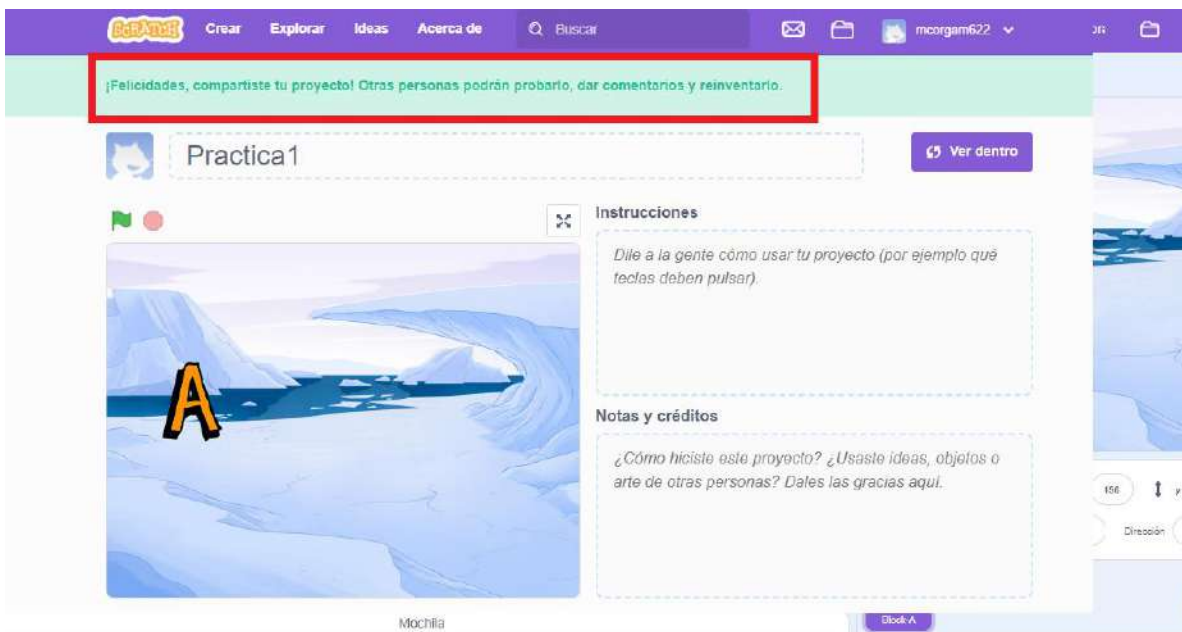 SCRATCH Crear Explorar Ideas Acerca de Buscar mcorgam622
¡Felicidades, compartiste tu proyecto! Otras personas podrán probarlo, dar comentarios y reinventarlo.
Practica1
Ver dentro
Instrucciones
Dile a la gente cómo usar tu proyecto (por ejemplo qué
teclas deben pulsar).
A
Notas y créditos
¿Cómo hiciste este proyecto? ¿Usaste ideas, objetos o
arte de otras personas? Dales las gracias aquí.
156 y
Dirección
Mochila
Block-A